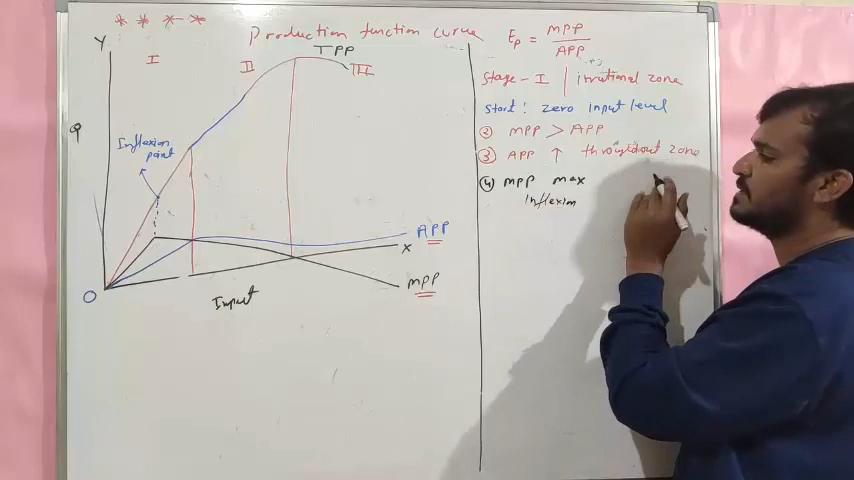 * * * *
Production function curve
Y
I
II
TPP
III
Q
Inflexion
point
APP
X
MPP
O
Input
Ep = MPP / APP
Stage - I | irrational zone
Start: zero input level
② MPP > APP
③ APP ↑ throughout zone
④ MPP max
Inflexion